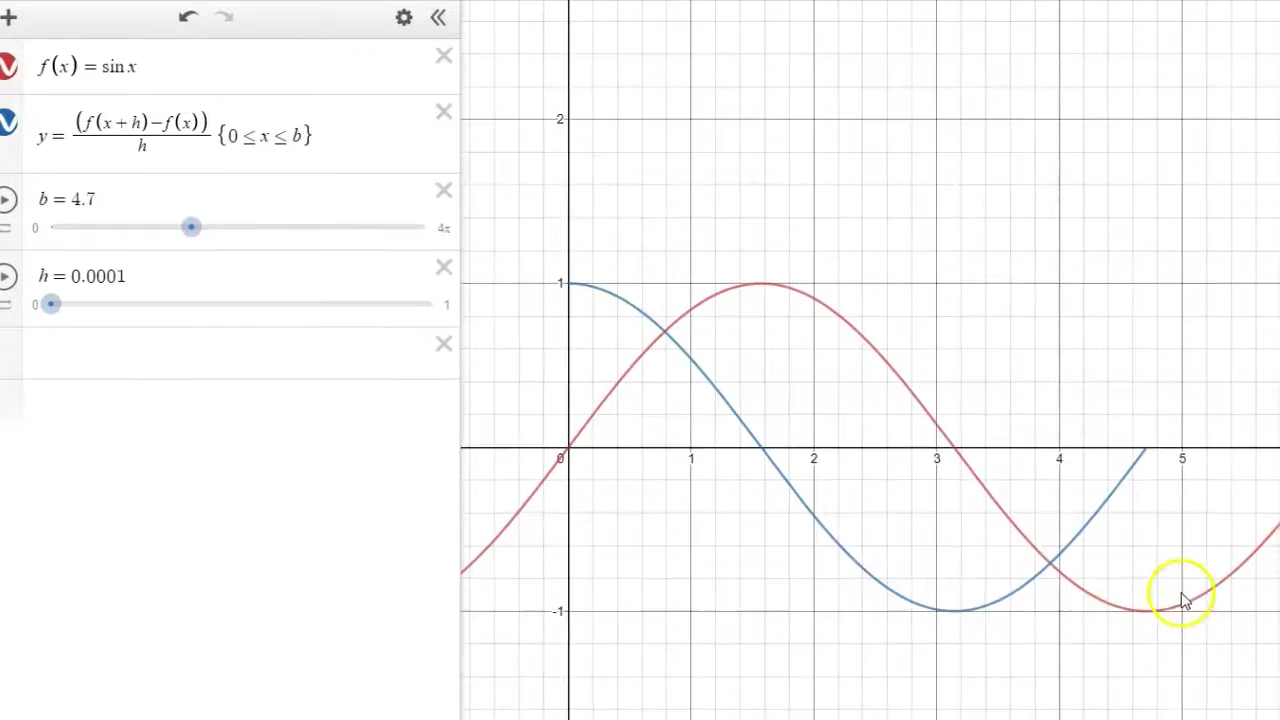 f(x) = sin x
y = (f(x + h) − f(x)) / h {0 ≤ x ≤ b}
b = 4.7
0 4π
h = 0.0001
0 1
2
1
0 1 2 3 4 5
-1